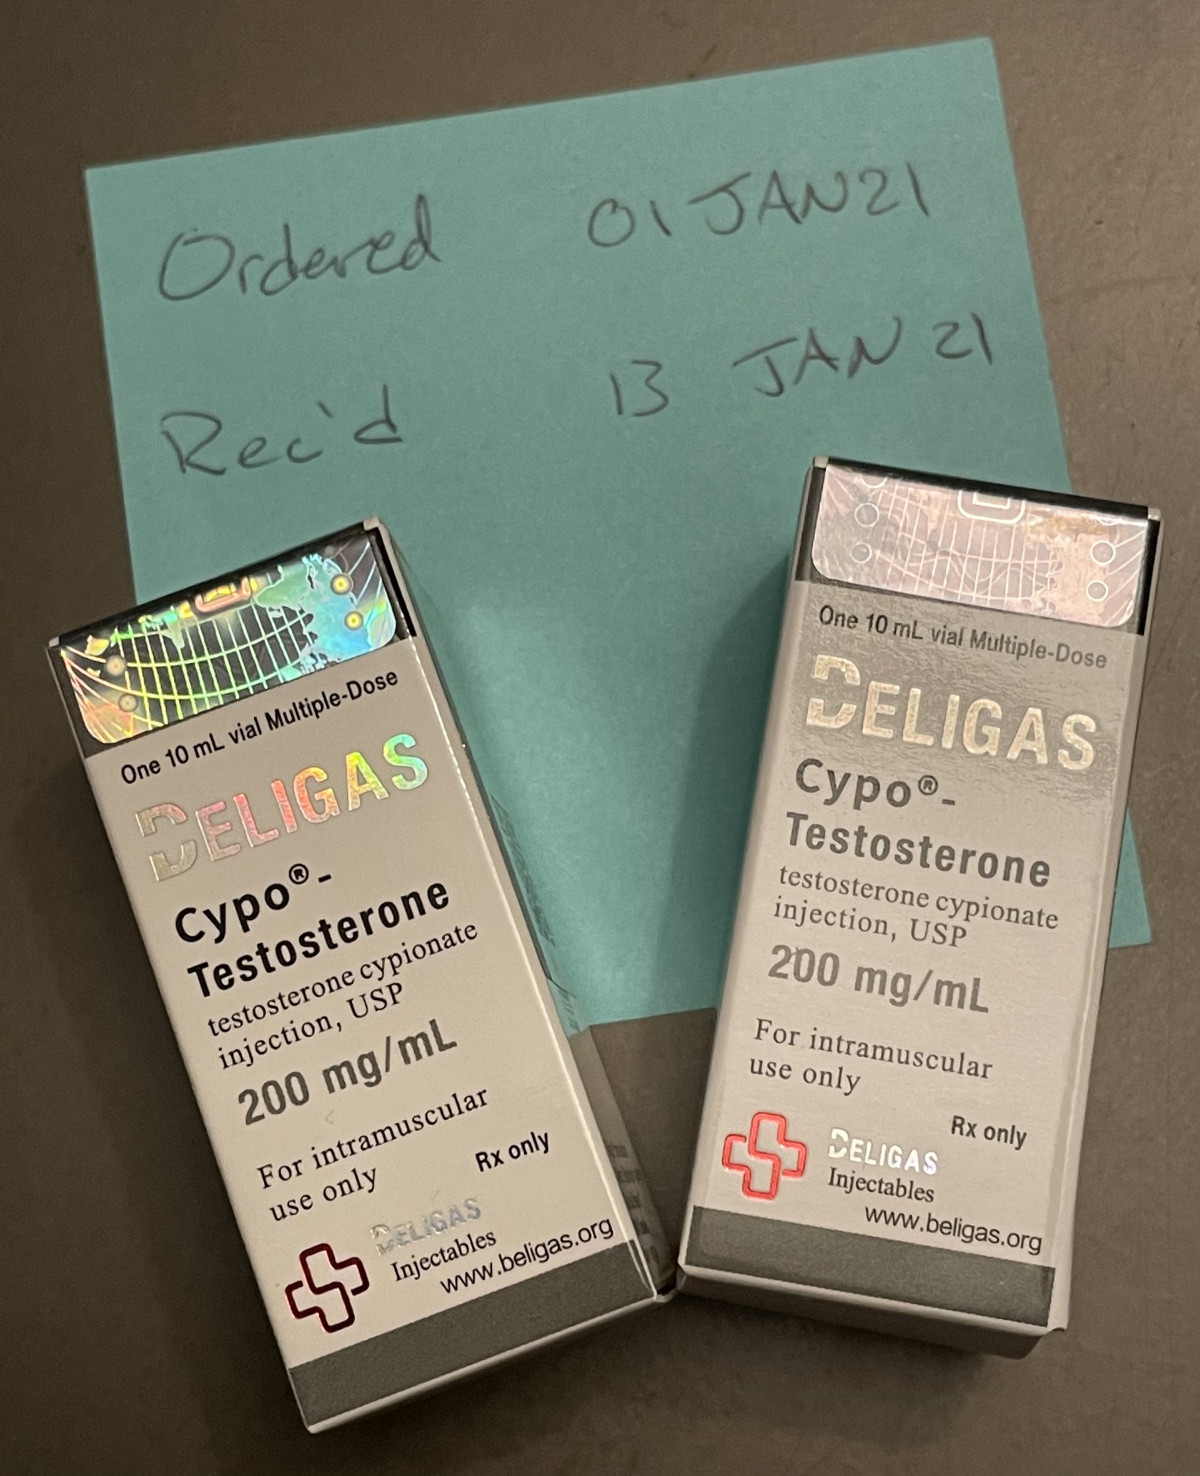 Ordered 01 JAN 21
Rec'd 13 JAN 21
One 10 mL vial Multiple-Dose
BELIGAS
Cypo®-
Testosterone
testosterone cypionate
injection, USP
200 mg/mL
For intramuscular
use only
Rx only
BELIGAS
Injectables
www.beligas.org
One 10 mL vial Multiple-Dose
BELIGAS
Cypo®-
Testosterone
testosterone cypionate
injection, USP
200 mg/mL
For intramuscular
use only
Rx only
BELIGAS
Injectables
www.beligas.org